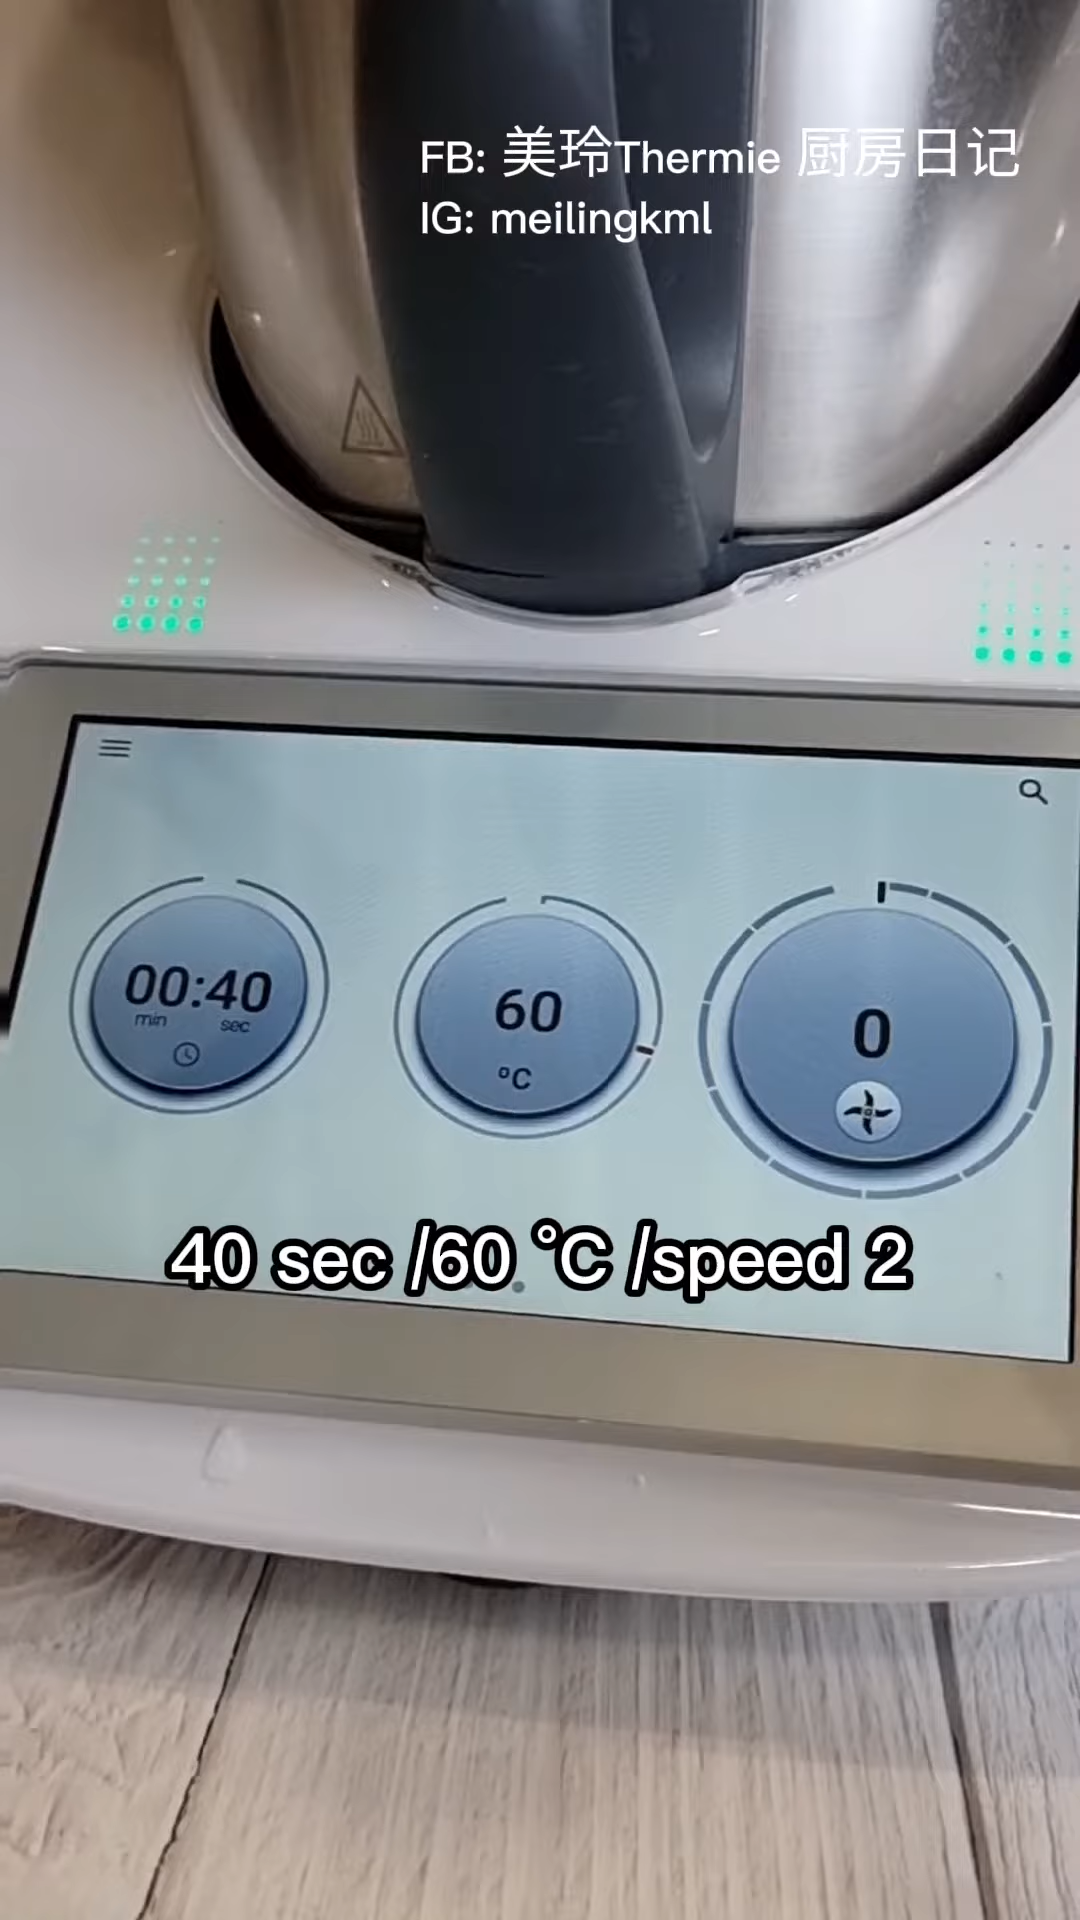 FB: 美玲Thermie 厨房日记
IG: meilingkml
00:40
min sec
60
°C
0
40 sec /60 °C /speed 2